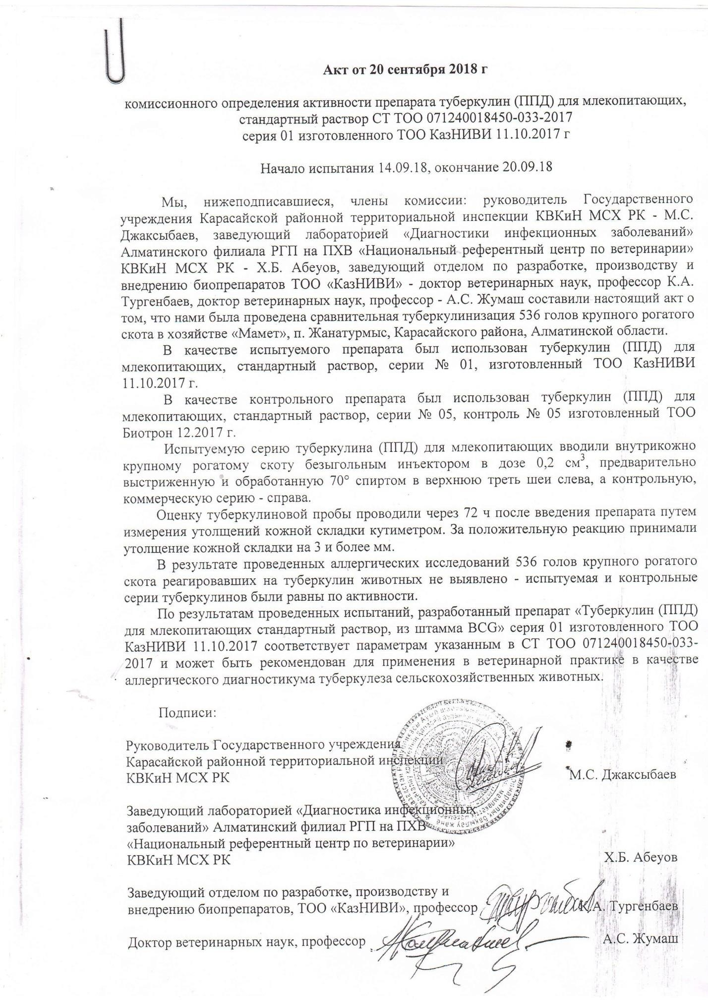 Акт от 20 сентября 2018 г
комиссионного определения активности препарата туберкулин (ППД) для млекопитающих,
стандартный раствор СТ ТОО 071240018450-033-2017
серия 01 изготовленного ТОО КазНИВИ 11.10.2017 г
Начало испытания 14.09.18, окончание 20.09.18
Мы, нижеподписавшиеся, члены комиссии: руководитель Государственного
учреждения Карасайской районной территориальной инспекции КВКиН МСХ РК - М.С.
Джаксыбаев, заведующий лабораторией «Диагностики инфекционных заболеваний»
Алматинского филиала РГП на ПХВ «Национальный референтный центр по ветеринарии»
КВКиН МСХ РК - Х.Б. Абеуов, заведующий отделом по разработке, производству и
внедрению биопрепаратов ТОО «КазНИВИ» - доктор ветеринарных наук, профессор К.А.
Тургенбаев, доктор ветеринарных наук, профессор - А.С. Жумаш составили настоящий акт о
том, что нами была проведена сравнительная туберкулинизация 536 голов крупного рогатого
скота в хозяйстве «Мамет», п. Жанатурмыс, Карасайского района, Алматинской области.
В качестве испытуемого препарата был использован туберкулин (ППД) для
млекопитающих, стандартный раствор, серии № 01, изготовленный ТОО КазНИВИ
11.10.2017 г.
В качестве контрольного препарата был использован туберкулин (ППД) для
млекопитающих, стандартный раствор, серии № 05, контроль № 05 изготовленный ТОО
Биотрон 12.2017 г.
Испытуемую серию туберкулина (ППД) для млекопитающих вводили внутрикожно
крупному рогатому скоту безыгольным инъектором в дозе 0,2 см³, предварительно
выстриженную и обработанную 70° спиртом в верхнюю треть шеи слева, а контрольную,
коммерческую серию - справа.
Оценку туберкулиновой пробы проводили через 72 ч после введения препарата путем
измерения утолщений кожной складки кутиметром. За положительную реакцию принимали
утолщение кожной складки на 3 и более мм.
В результате проведенных аллергических исследований 536 голов крупного рогатого
скота реагировавших на туберкулин животных не выявлено - испытуемая и контрольные
серии туберкулинов были равны по активности.
По результатам проведенных испытаний, разработанный препарат «Туберкулин (ППД)
для млекопитающих стандартный раствор, из штамма BCG» серия 01 изготовленного ТОО
КазНИВИ 11.10.2017 соответствует параметрам указанным в СТ ТОО 071240018450-033-
2017 и может быть рекомендован для применения в ветеринарной практике в качестве
аллергического диагностикума туберкулеза сельскохозяйственных животных.
Подписи:
Руководитель Государственного учреждения
Карасайской районной территориальной инспекции
КВКиН МСХ РК М.С. Джаксыбаев
Заведующий лабораторией «Диагностика инфекционных
заболеваний» Алматинский филиал РГП на ПХВ
«Национальный референтный центр по ветеринарии»
КВКиН МСХ РК Х.Б. Абеуов
Заведующий отделом по разработке, производству и
внедрению биопрепаратов, ТОО «КазНИВИ», профессор К.А. Тургенбаев
Доктор ветеринарных наук, профессор А.С. Жумаш